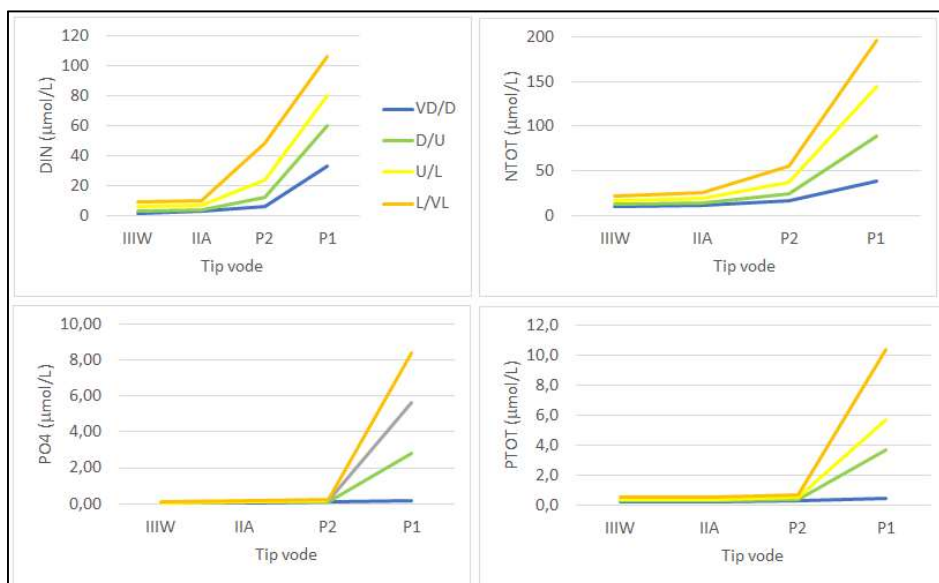 DIN (µmol/L)
120
100
80
60
40
20
0
IIIW IIA P2 P1
Tip vode
VD/D
D/U
U/L
L/VL
NTOT (µmol/L)
200
150
100
50
0
IIIW IIA P2 P1
Tip vode
PO4 (µmol/L)
10,00
8,00
6,00
4,00
2,00
0,00
IIIW IIA P2 P1
Tip vode
PTOT (µmol/L)
12,0
10,0
8,0
6,0
4,0
2,0
0,0
IIIW IIA P2 P1
Tip vode